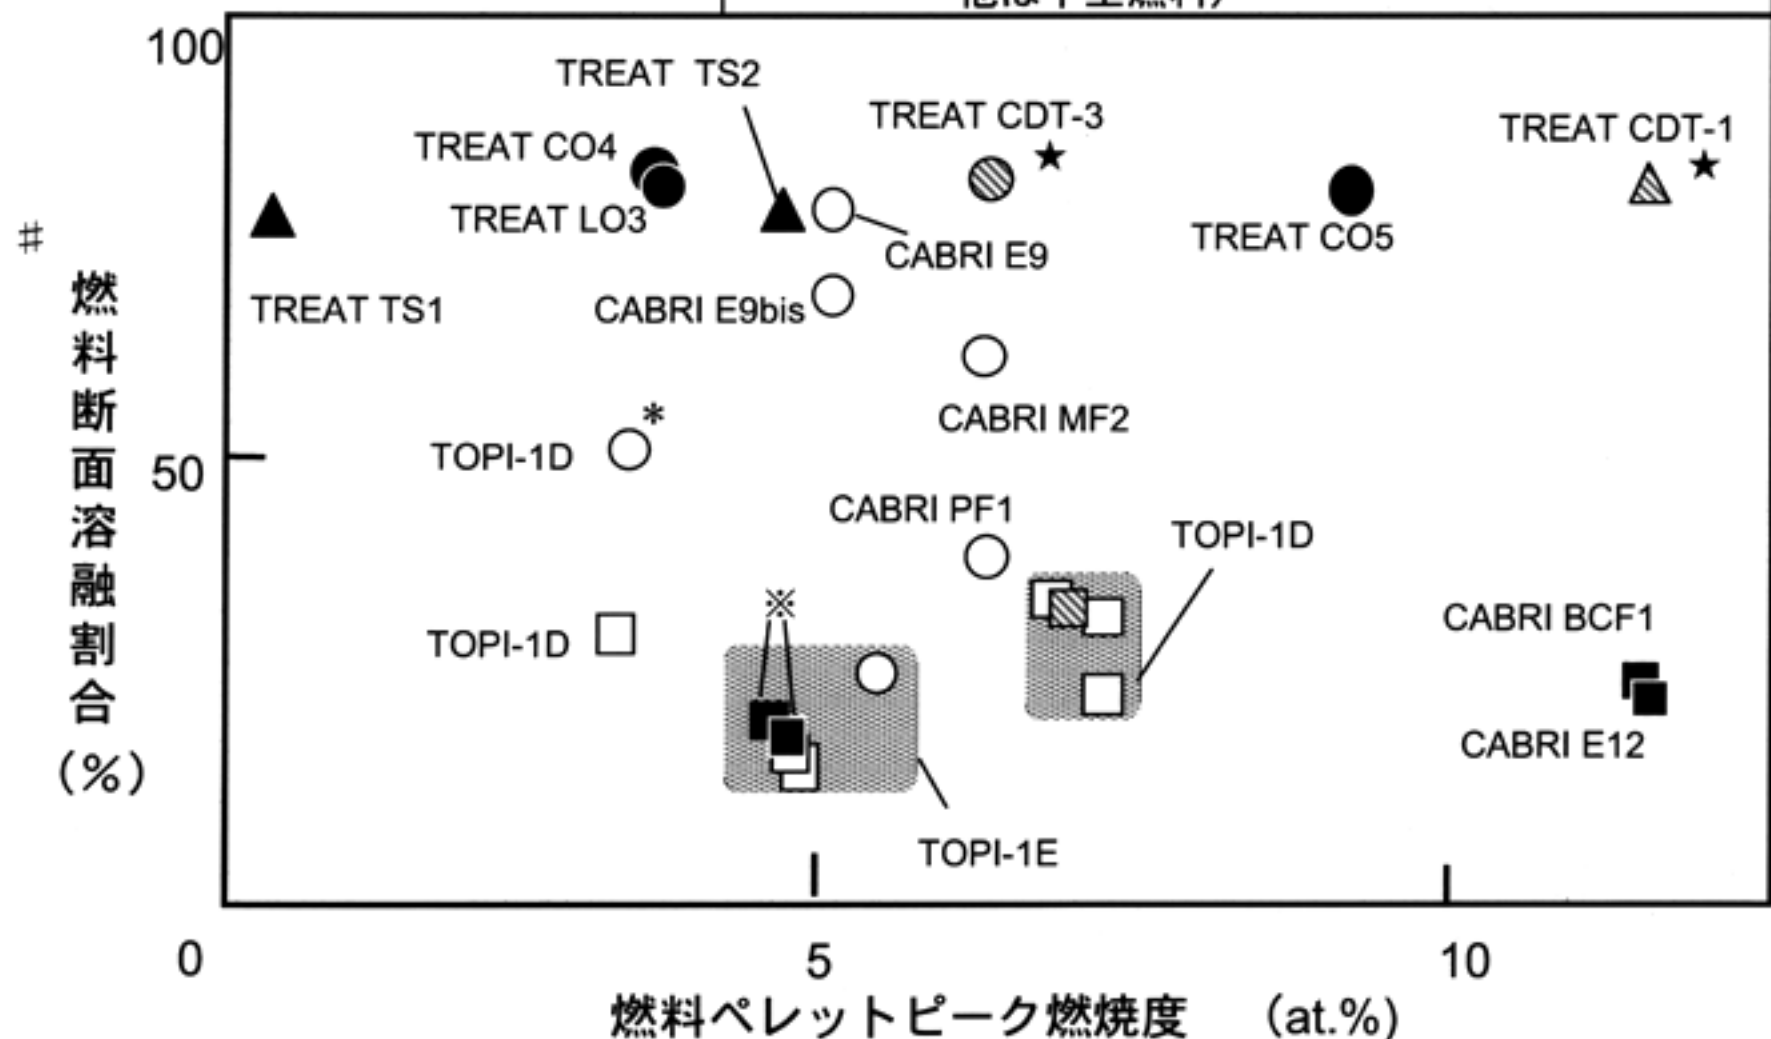 100
TREAT TS2
TREAT CDT-3
★
TREAT CDT-1
★
TREAT CO4
TREAT LO3
TREAT CO5
#
CABRI E9
燃料断面溶融割合
(%)
TREAT TS1
CABRI E9bis
*
CABRI MF2
TOPI-1D
50
CABRI PF1
TOPI-1D
※
CABRI BCF1
TOPI-1D
CABRI E12
TOPI-1E
0
5
10
燃料ペレットピーク燃焼度 (at.%)